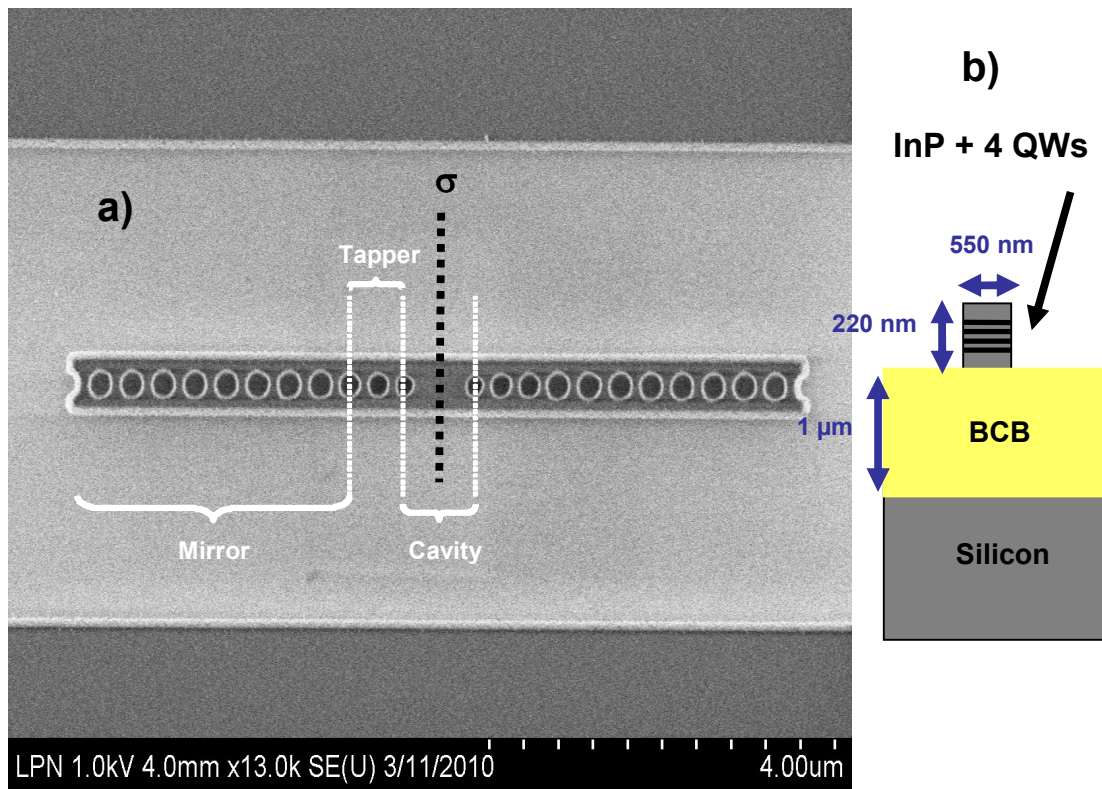 a)
σ
Tapper
Mirror
Cavity
LPN 1.0kV 4.0mm x13.0k SE(U) 3/11/2010
4.00um
b)
InP + 4 QWs
550 nm
220 nm
1 µm
BCB
Silicon